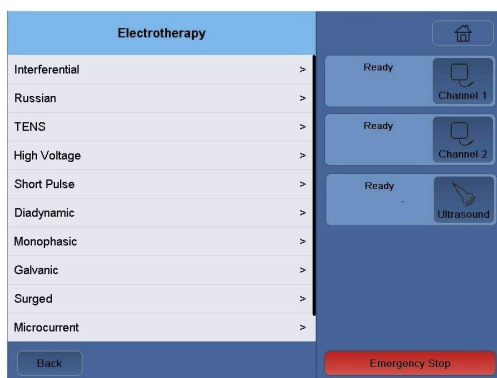 Electrotherapy
Interferential >
Russian >
TENS >
High Voltage >
Short Pulse >
Diadynamic >
Monophasic >
Galvanic >
Surged >
Microcurrent >
Back
Ready
Channel 1
Ready
Channel 2
Ready
Ultrasound
Emergency Stop